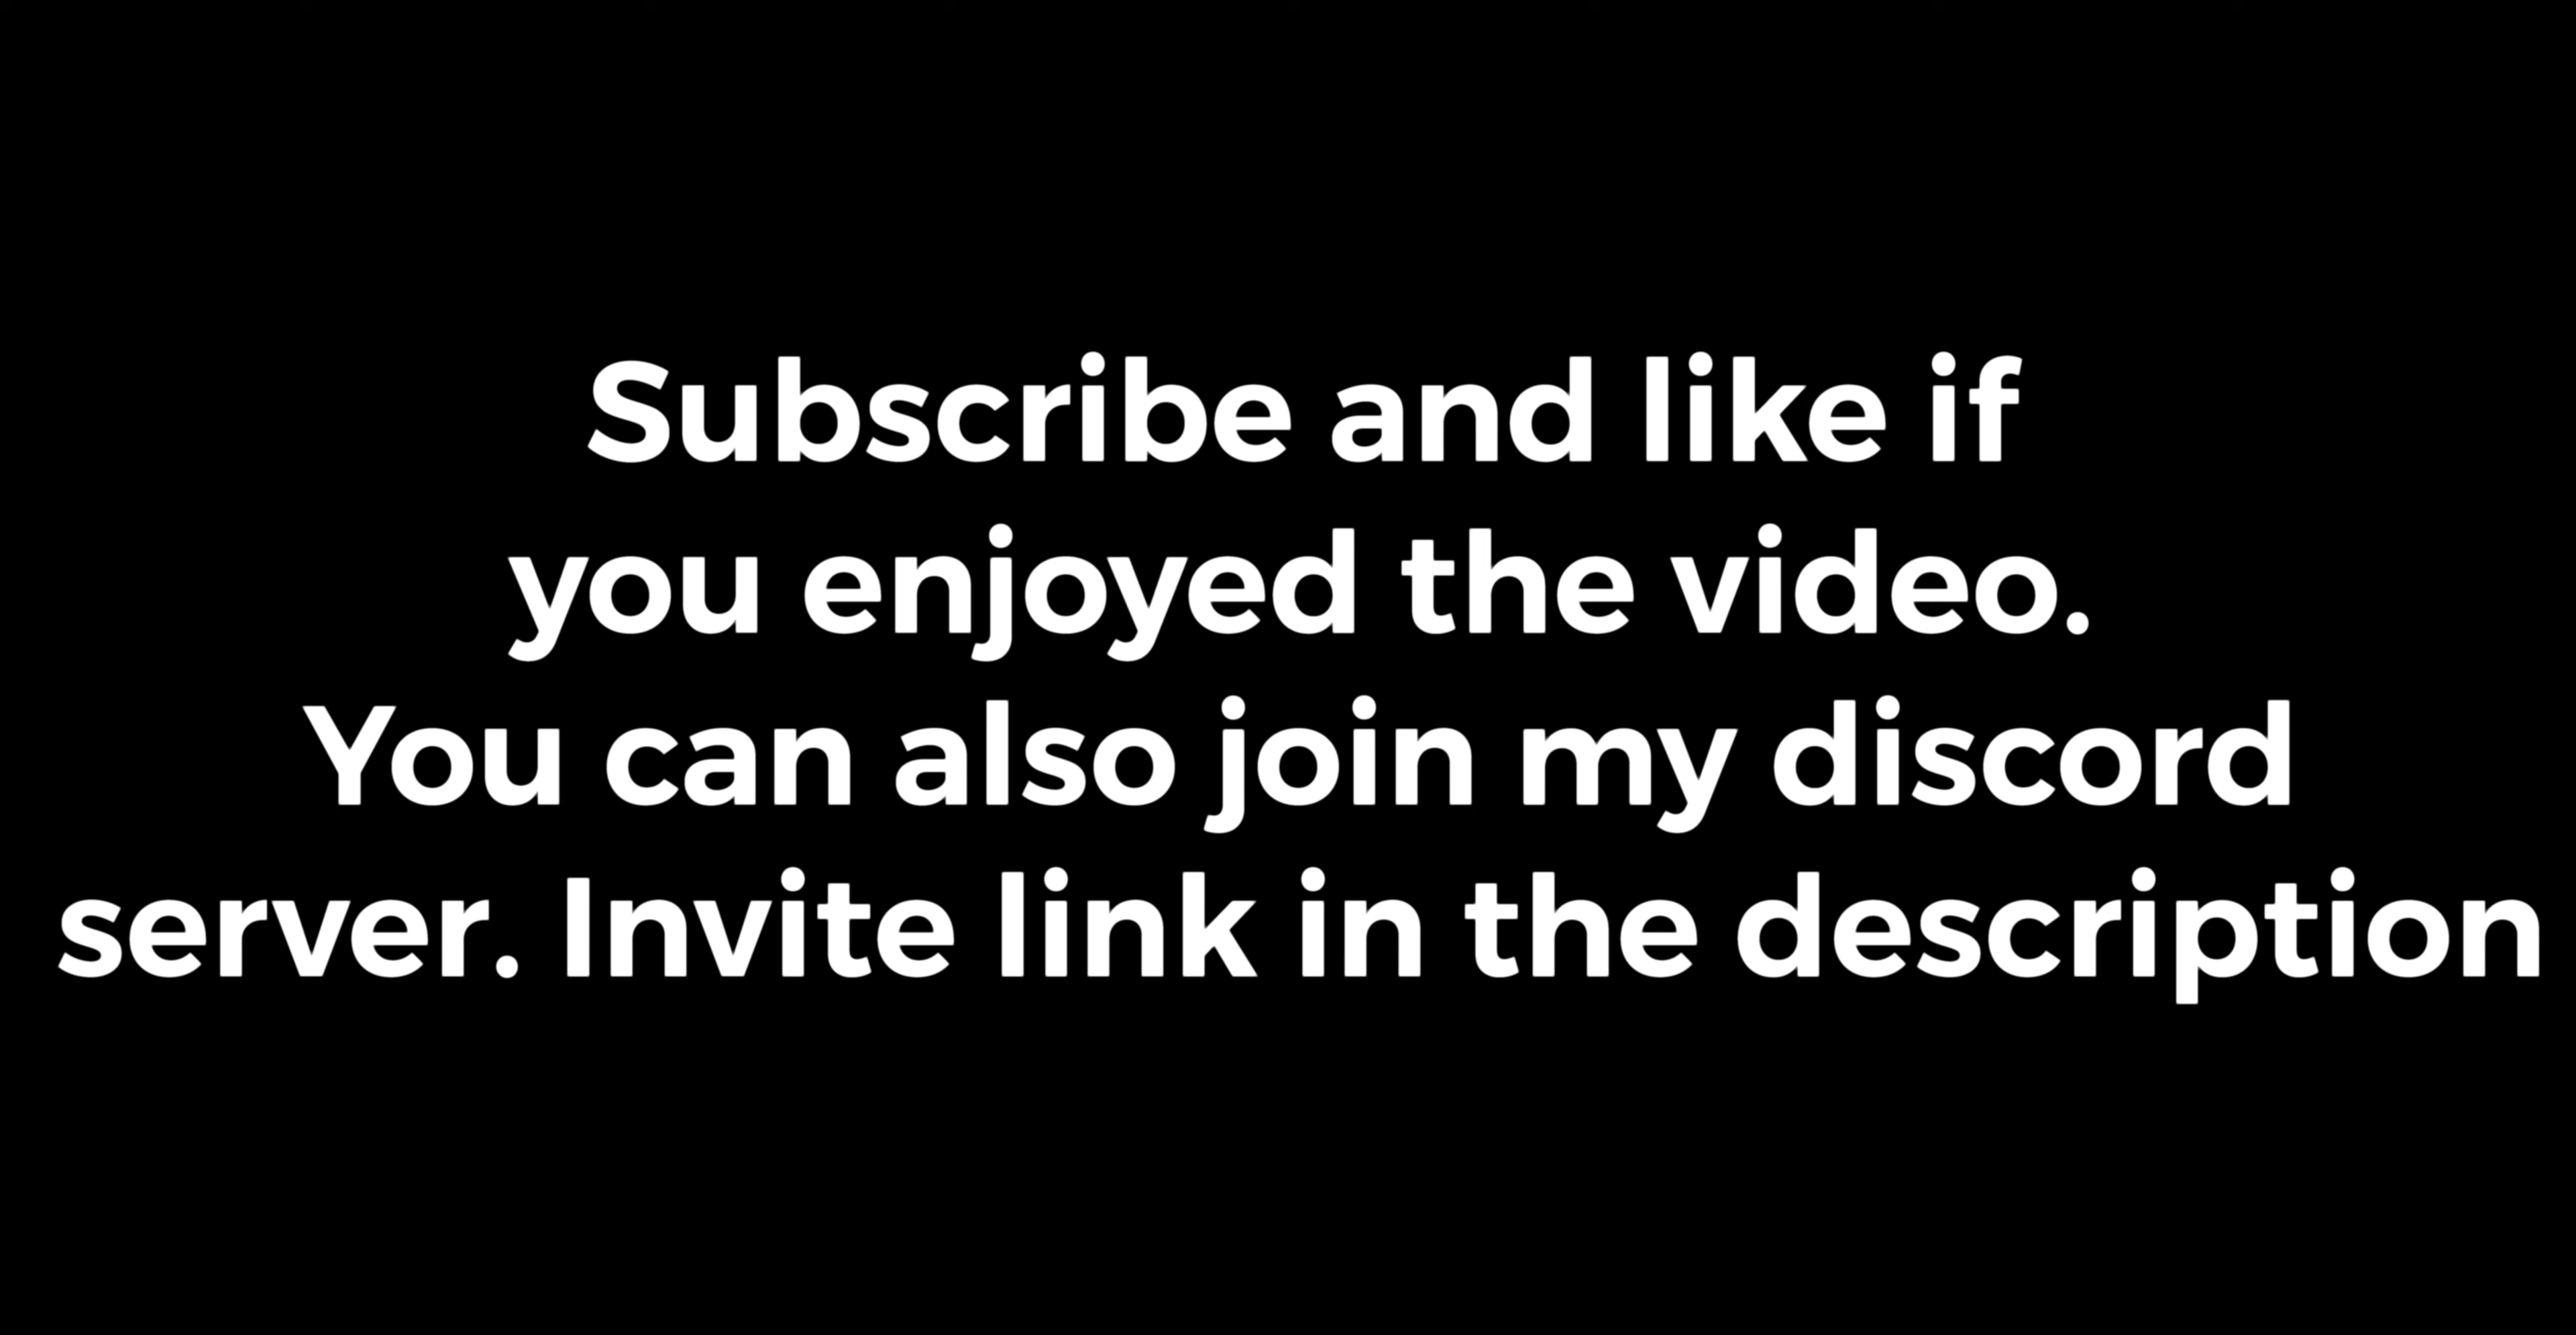 Subscribe and like if
you enjoyed the video.
You can also join my discord
server. Invite link in the description